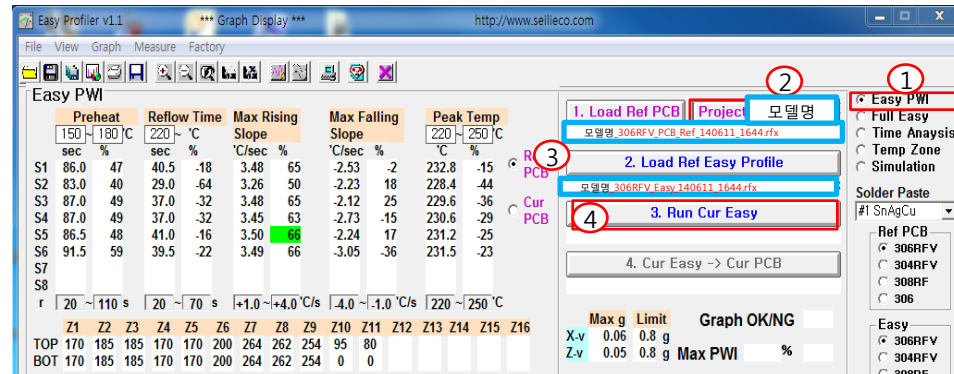 Easy Profiler v1.1 *** Graph Display *** http://www.seilieco.com
File View Graph Measure Factory
Easy PWI
Preheat Reflow Time Max Rising Max Falling Peak Temp
150 ~ 180 'C 220 ~ 'C Slope Slope 220 ~ 250 'C
sec % sec % 'C/sec % 'C/sec % 'C %
S1 86.0 47 40.5 -18 3.48 65 -2.53 -2 232.8 -15
S2 83.0 40 29.0 -64 3.26 50 -2.23 18 228.4 -44
S3 87.0 49 37.0 -32 3.48 65 -2.12 25 229.6 -36
S4 87.0 49 37.0 -32 3.45 63 -2.73 -15 230.6 -29
S5 86.5 48 41.0 -16 3.50 66 -2.24 17 231.2 -25
S6 91.5 59 39.5 -22 3.49 66 -3.05 -36 231.5 -23
S7
S8
r 20 ~ 110 s 20 ~ 70 s +1.0 ~ +4.0 'C/s -4.0 ~ -1.0 'C/s 220 ~ 250 'C
Z1 Z2 Z3 Z4 Z5 Z6 Z7 Z8 Z9 Z10 Z11 Z12 Z13 Z14 Z15 Z16
TOP 170 185 185 170 170 200 264 262 254 95 80
BOT 170 185 185 170 170 200 264 262 254 0 0
PCB
Cur
PCB
2
1. Load Ref PCB Project 모델명
모델명_306RFV_PCB_Ref_140611_1644.rfx
3
2. Load Ref Easy Profile
모델명_306RFV_Easy_140611_1644.rfx
4
3. Run Cur Easy
4. Cur Easy -> Cur PCB
Max g Limit Graph OK/NG
X-v 0.06 0.8 g
Z-v 0.05 0.8 g Max PWI %
1
Easy PWI
Full Easy
Time Anaysis
Temp Zone
Simulation
Solder Paste
#1 SnAgCu
Ref PCB
306RFV
304RFV
308RF
306
Easy
306RFV
304RFV